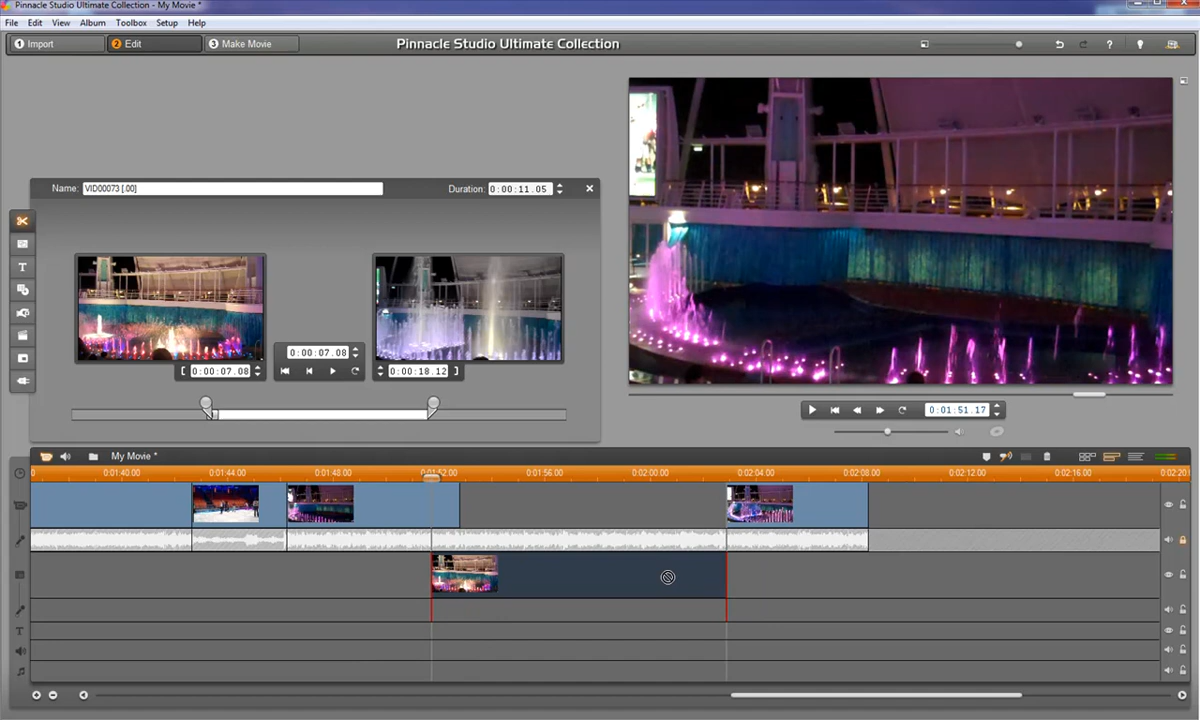 Pinnacle Studio Ultimate Collection - My Movie *
File Edit View Album Toolbox Setup Help
1 Import 2 Edit 3 Make Movie Pinnacle Studio Ultimate Collection ?
Name: VID00073 [.00] Duration: 0:00:11.05
T
0:00:07.08
[ 0:00:07.08 0:00:18.12 ]
0:01:51.17
My Movie *
0 0:01:40.00 0:01:44.00 0:01:48.00 0:01:52.00 0:01:56.00 0:02:00.00 0:02:04.00 0:02:08.00 0:02:12.00 0:02:16.00 0:02:20.
T